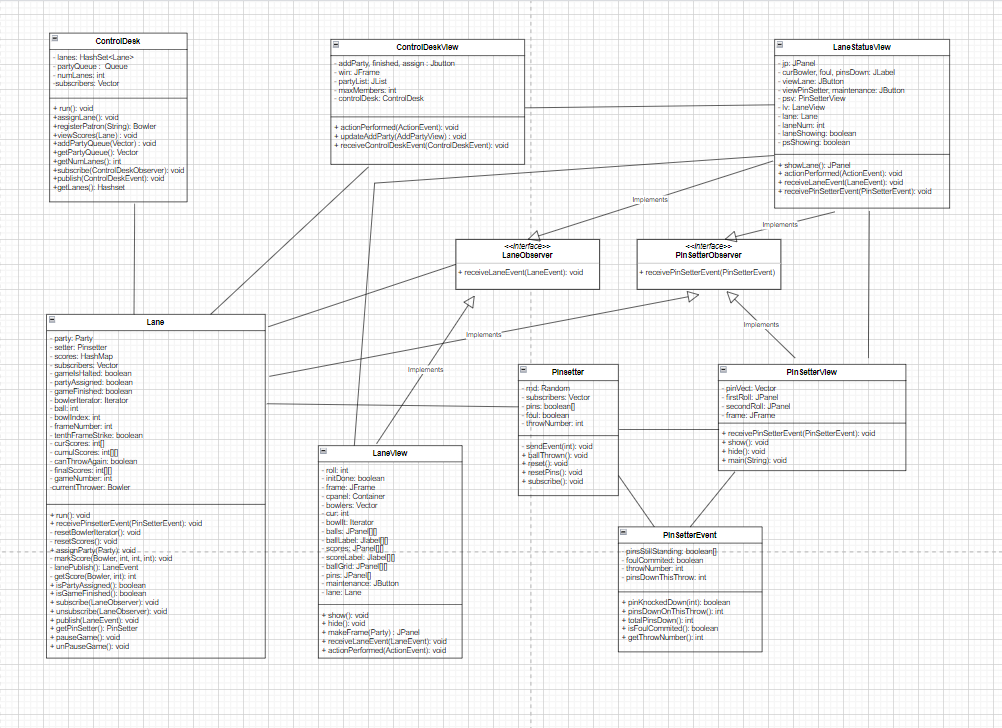 ControlDesk
- lanes: HashSet<Lane>
- partyQueue : Queue
- numLanes: int
-subscribers: Vector
+ run(): void
+assignLane(): void
+registerPatron(String): Bowler
+viewScores(Lane) : void
+addPartyQueue(Vector) : void
+getPartyQueue(): Vector
+getNumLanes(): int
+subscribe(ControlDeskObserver): void
+publish(ControlDeskEvent): void
+getLanes(): Hashset
ControlDeskView
- addParty, finished, assign : Jbutton
- win: JFrame
- partyList: JList
- maxMembers: int
- controlDesk: ControlDesk
+ actionPerformed(ActionEvent): void
+ updateAddParty(AddPartyView) : void
+ receiveControlDeskEvent(ControlDeskEvent): void
LaneStatusView
- jp: JPanel
- curBowler, foul, pinsDown: JLabel
- viewLane: JButton
- viewPinSetter, maintenance: JButton
- psv: PinSetterView
- lv: LaneView
- lane: Lane
- laneNum: int
- laneShowing: boolean
- psShowing: boolean
+ showLane(): JPanel
+ actionPerformed(ActionEvent): void
+ receiveLaneEvent(LaneEvent): void
+ receivePinSetterEvent(PinSetterEvent): void
Implements
Implements
<<Interface>>
LaneObserver
+ receiveLaneEvent(LaneEvent): void
<<Interface>>
PinSetterObserver
+ receivePinSetterEvent(PinSetterEvent)
Implements
Implements
Implements
Lane
- party: Party
- setter: Pinsetter
- scores: HashMap
- subscribers: Vector
- gameIsHalted: boolean
- partyAssigned: boolean
- gameFinished: boolean
- bowlerIterator: Iterator
- ball: int
- bowlIndex: int
- frameNumber: int
- tenthFrameStrike: boolean
- curScores: int[]
- cumulScores: int[][]
- canThrowAgain: boolean
- finalScores: int[][]
- gameNumber: int
-currentThrower: Bowler
+ run(): void
+ receivePinsetterEvent(PinSetterEvent): void
- resetBowlerIterator(): void
- resetScores(): void
+ assignParty(Party): void
- markScore(Bowler, int, int, int): void
- lanePublish(): LaneEvent
- getScore(Bowler, int): int
+ isPartyAssigned(): boolean
+ isGameFinished(): boolean
+ subscribe(LaneObserver): void
+ unsubscribe(LaneObserver): void
+ publish(LaneEvent): void
+ getPinSetter(): PinSetter
+ pauseGame(): void
+ unPauseGame(): void
LaneView
- roll: int
- initDone: boolean
- frame: JFrame
- cpanel: Container
- bowlers: Vector
- cur: int
- bowlIt: Iterator
- balls: JPanel[][]
- ballLabel: Jlabel[][]
- scores: JPanel[][]
- scoreLabel: Jlabel[][]
- ballGrid: JPanel[][]
- pins: JPanel[]
- maintenance: JButton
- lane: Lane
+ show(): void
+ hide(): void
+ makeFrame(Party) : JPanel
+ receiveLaneEvent(LaneEvent): void
+ actionPerformed(ActionEvent): void
Pinsetter
- rnd: Random
- subscribers: Vector
- pins: boolean[]
- foul: boolean
- throwNumber: int
- sendEvent(int): void
+ ballThrown(): void
+ reset(): void
+ resetPins(): void
+ subscribe(): void
PinSetterView
- pinVect: Vector
- firstRoll: JPanel
- secondRoll: JPanel
- frame: JFrame
+ receivePinSetterEvent(PinSetterEvent): void
+ show(): void
+ hide(): void
+ main(String): void
PinSetterEvent
- pinsStillStanding: boolean[]
- foulCommited: boolean
- throwNumber: int
- pinsDownThisThrow: int
+ pinKnockedDown(int): boolean
+ pinsDownOnThisThrow(): int
+ totalPinsDown(): int
+ isFoulCommited(): boolean
+ getThrowNumber(): int